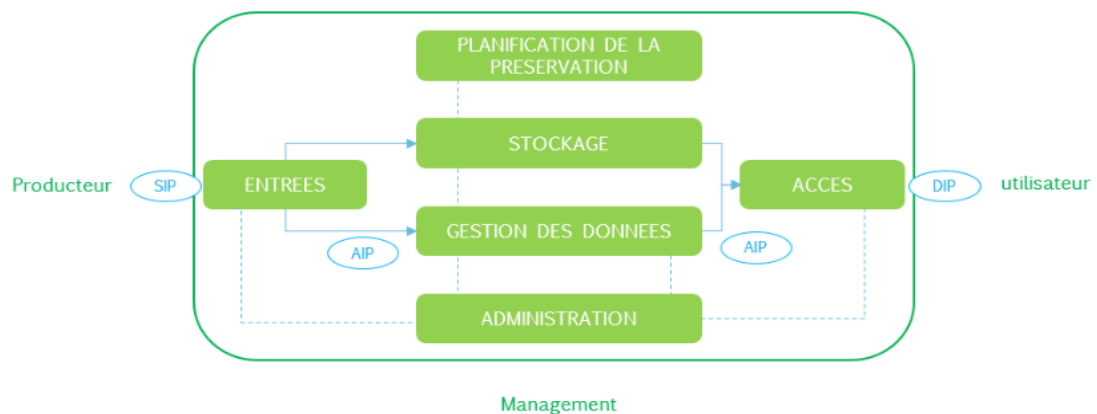 PLANIFICATION DE LA
PRESERVATION
STOCKAGE
Producteur
SIP
ENTREES
ACCES
DIP
utilisateur
GESTION DES DONNEES
AIP
AIP
ADMINISTRATION
Management